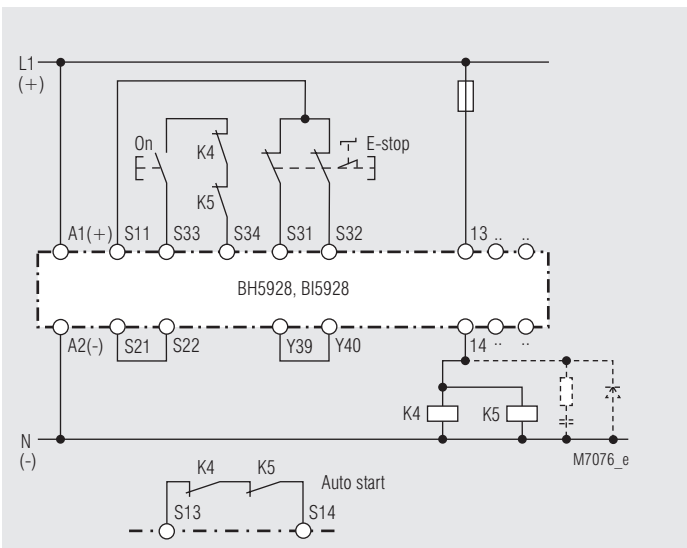 L1
(+)
On
K4
E-stop
K5
A1(+) S11 S33 S34 S31 S32 13 .. ..
BH5928, BI5928
A2(-) S21 S22 Y39 Y40 14 .. ..
K4 K5
N
(-)
M7076_e
K4 K5
Auto start
S13 S14